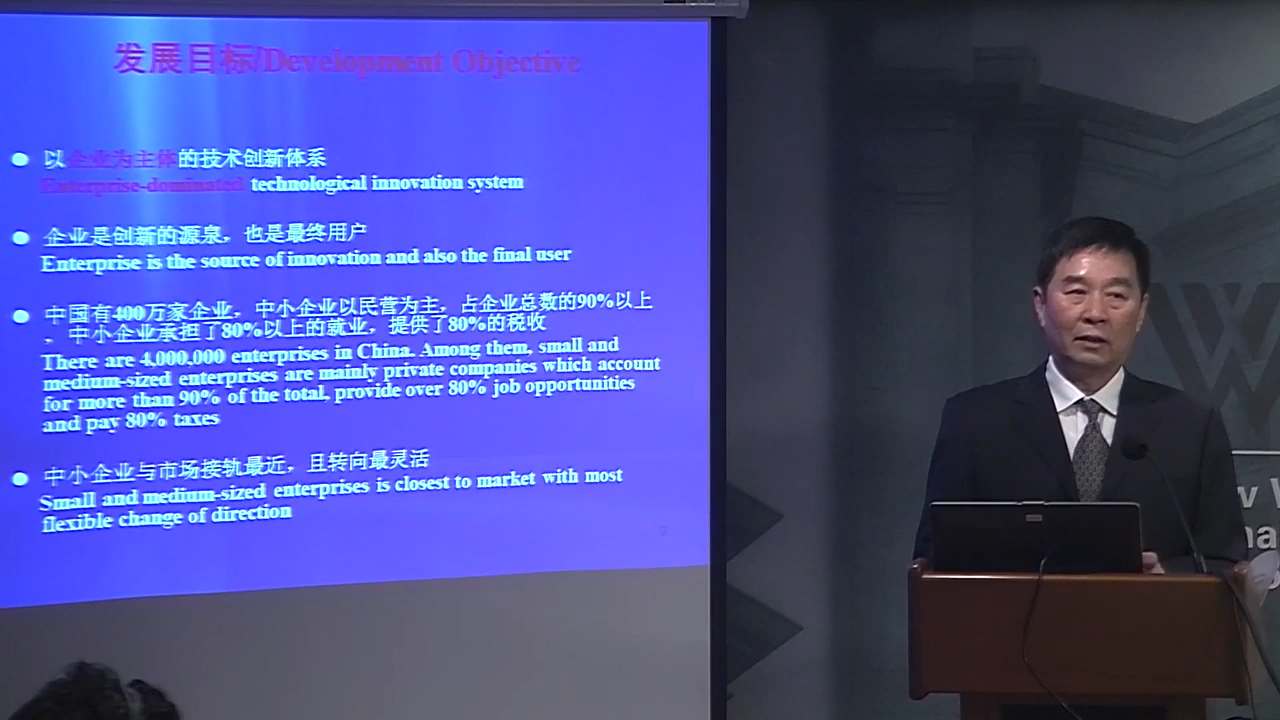 发展目标/Development Objective
以企业为主体的技术创新体系
Enterprise-dominated technological innovation system
企业是创新的源泉，也是最终用户
Enterprise is the source of innovation and also the final user
中国有400万家企业，中小企业以民营为主，占企业总数的90%以上
，中小企业承担了80%以上的就业，提供了80%的税收
There are 4,000,000 enterprises in China. Among them, small and
medium-sized enterprises are mainly private companies which account
for more than 90% of the total, provide over 80% job opportunities
and pay 80% taxes
中小企业与市场接轨最近，且转向最灵活
Small and medium-sized enterprises is closest to market with most
flexible change of direction
9